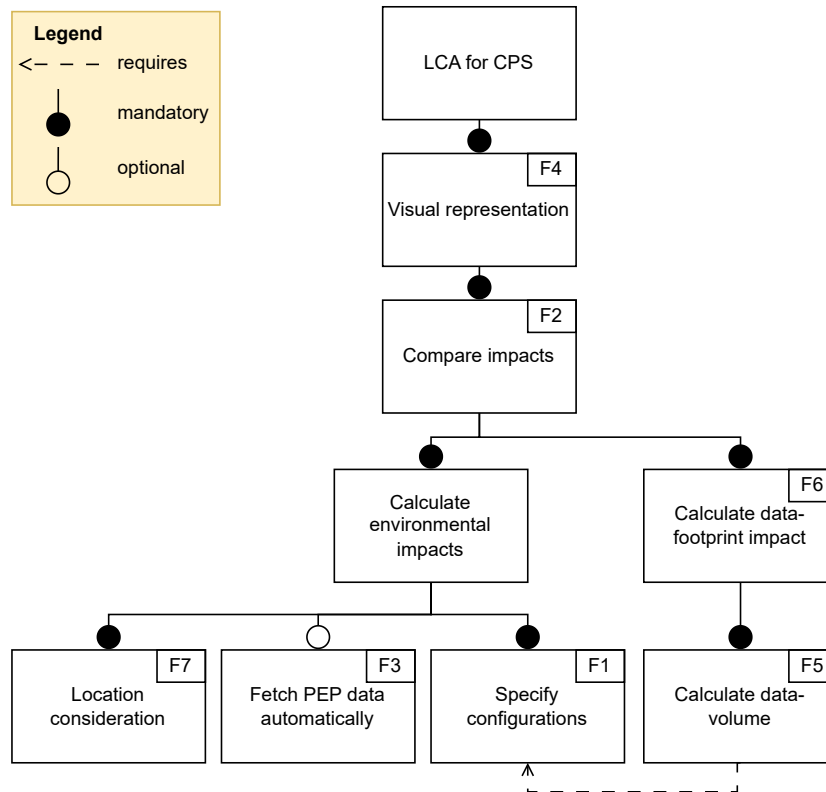 Legend
requires
mandatory
optional
LCA for CPS
F4
Visual representation
F2
Compare impacts
Calculate
environmental
impacts
F6
Calculate data-
footprint impact
F7
Location
consideration
F3
Fetch PEP data
automatically
F1
Specify
configurations
F5
Calculate data-
volume